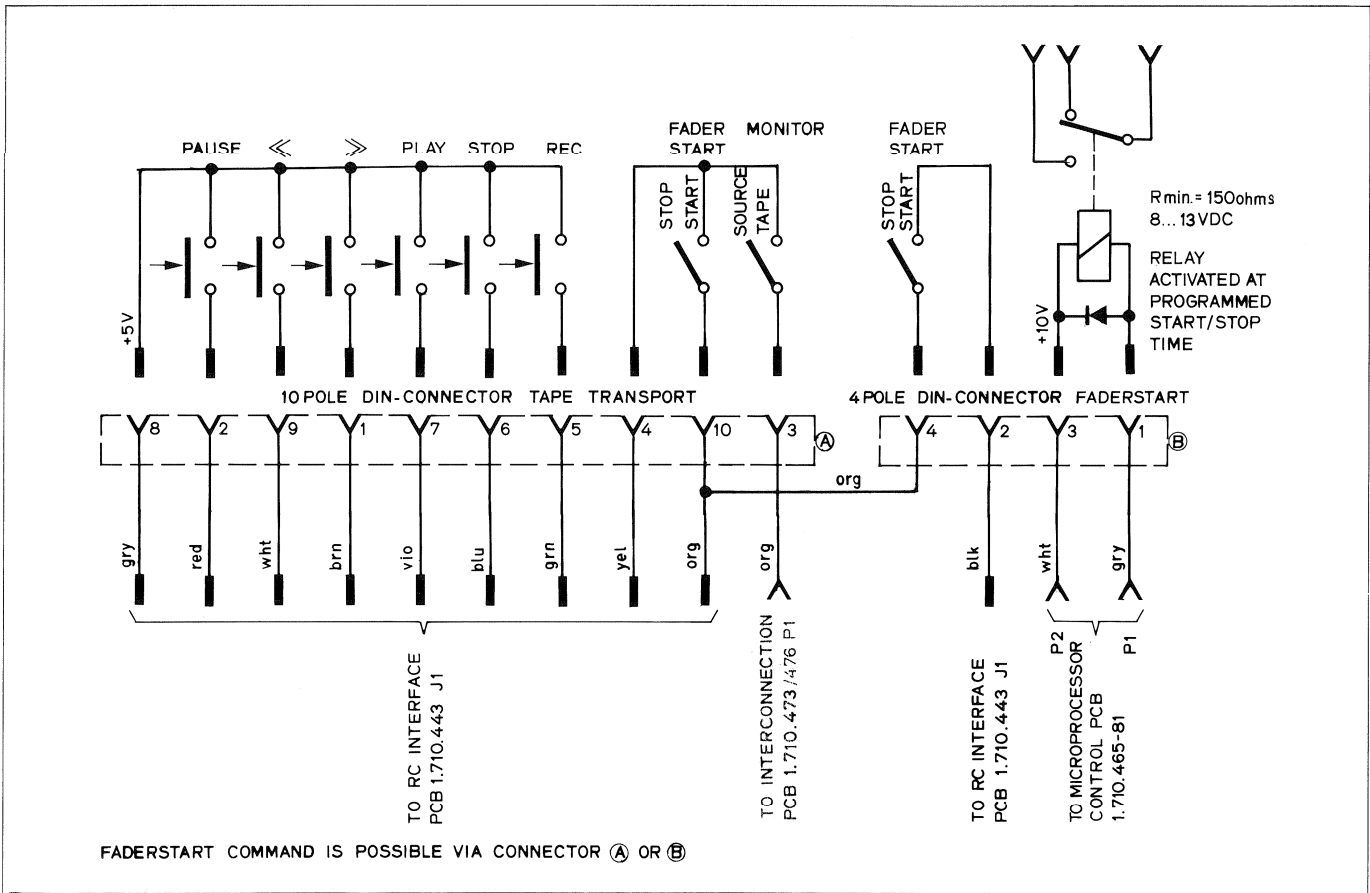 PAUSE ≪ ≫ PLAY STOP REC
FADER START
MONITOR
FADER START
STOP START
SOURCE TAPE
STOP START
Rmin.=150ohms
8...13VDC
RELAY
ACTIVATED AT
PROGRAMMED
START/STOP
TIME
+5V
+10V
10 POLE DIN-CONNECTOR TAPE TRANSPORT
4 POLE DIN-CONNECTOR FADERSTART
8 2 9 1 7 6 5 4 10 3 A
4 2 3 1 B
org
gry red wht brn vio blu grn yel org org
blk wht gry
P2 P1
TO RC INTERFACE
PCB 1.710.443 J1
TO INTERCONNECTION
PCB 1.710.473/476 P1
TO RC INTERFACE
PCB 1.710.443 J1
TO MICROPROCESSOR
CONTROL PCB
1.710.465-81
FADERSTART COMMAND IS POSSIBLE VIA CONNECTOR A OR B